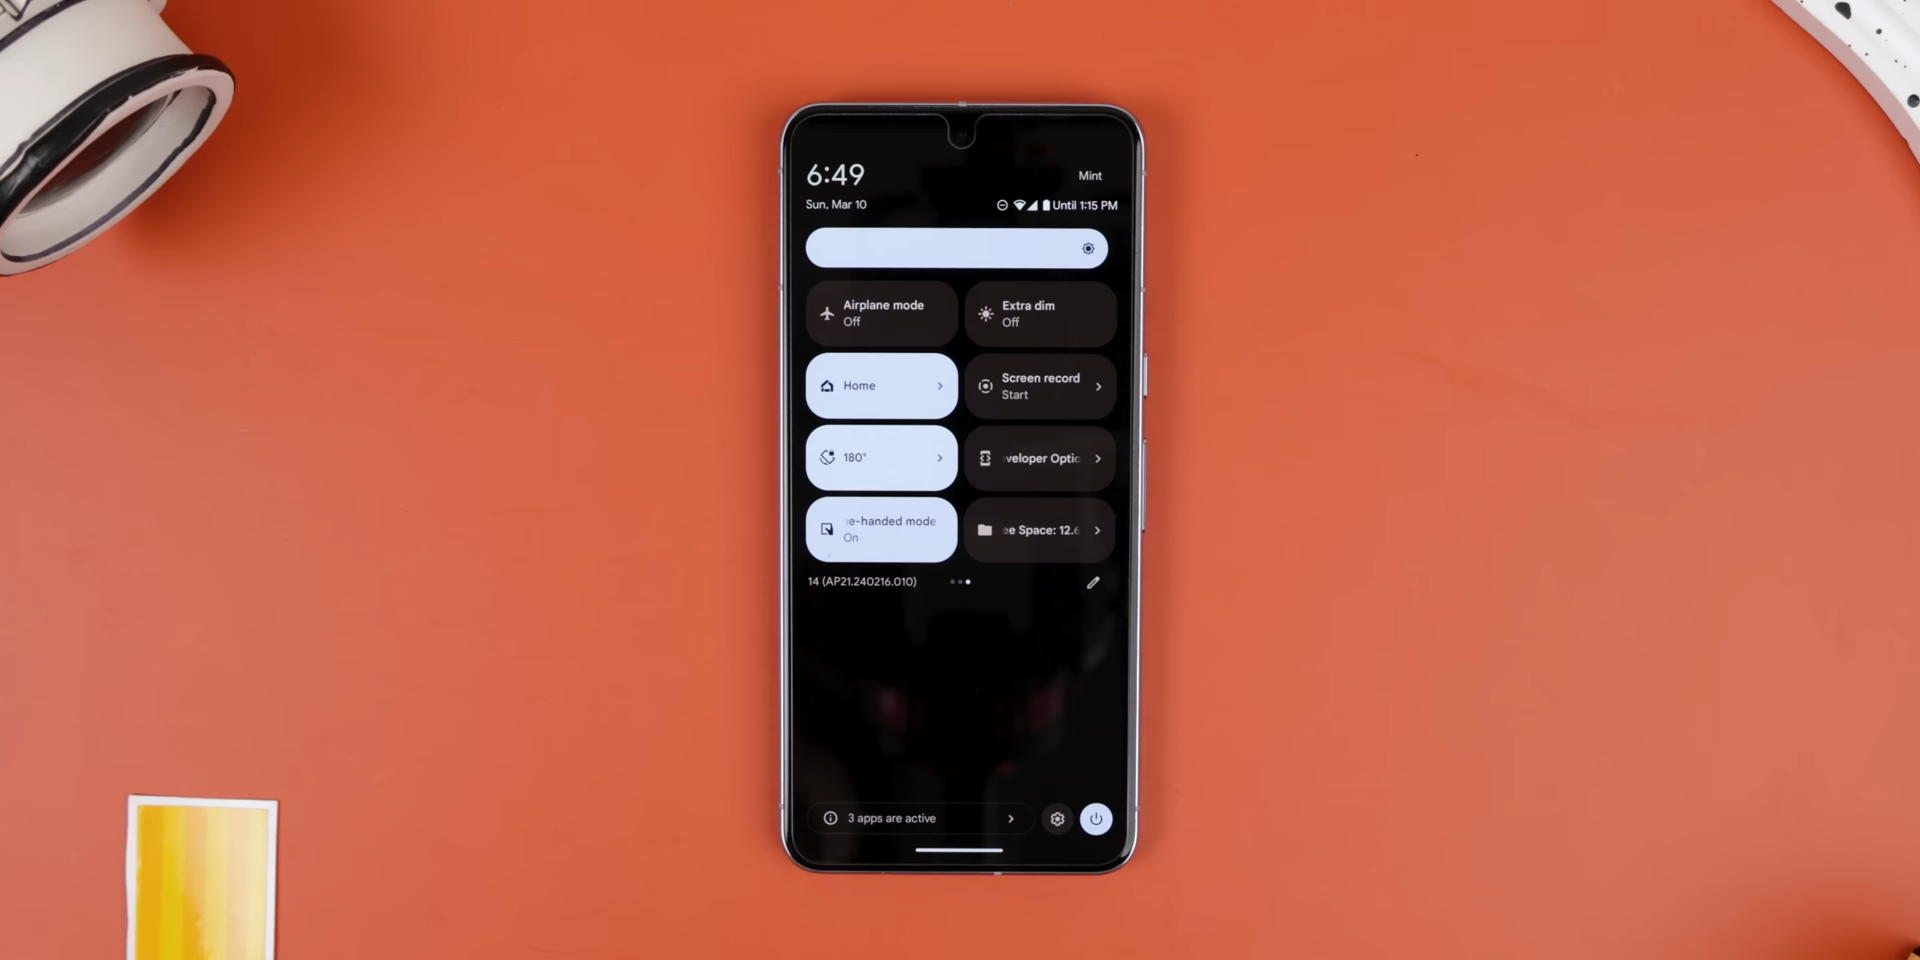 6:49
Mint
Sun, Mar 10
Until 1:15 PM
Airplane mode
Off
Extra dim
Off
Home
Screen record
Start
180°
veloper Optic
e-handed mode
On
ee Space: 12.6
14 (AP21.240216.010)
3 apps are active